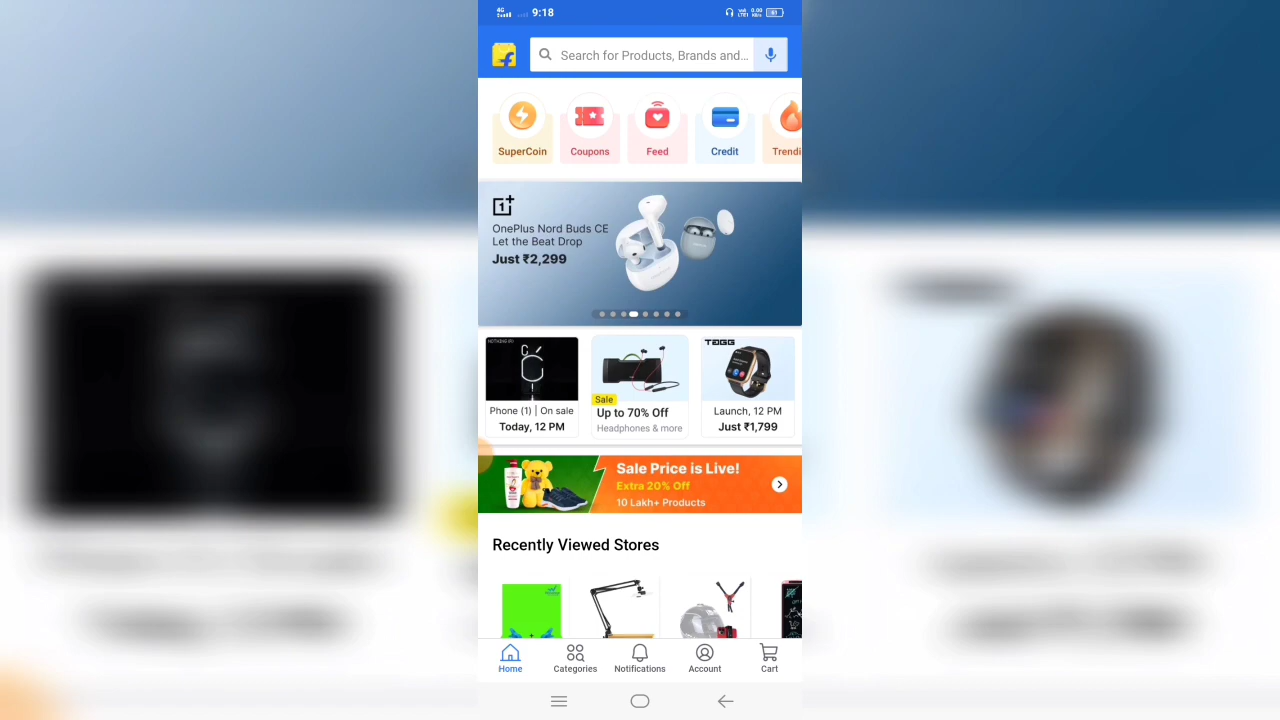 4G
9:18
0.00
Search for Products, Brands and...
SuperCoin
Coupons
Feed
Credit
Trendi
OnePlus Nord Buds CE
Let the Beat Drop
Just ₹2,299
Phone (1) | On sale
Today, 12 PM
Sale
Up to 70% Off
Headphones & more
TAGG
Launch, 12 PM
Just ₹1,799
Sale Price is Live!
Extra 20% Off
10 Lakh+ Products
Recently Viewed Stores
Home
Categories
Notifications
Account
Cart